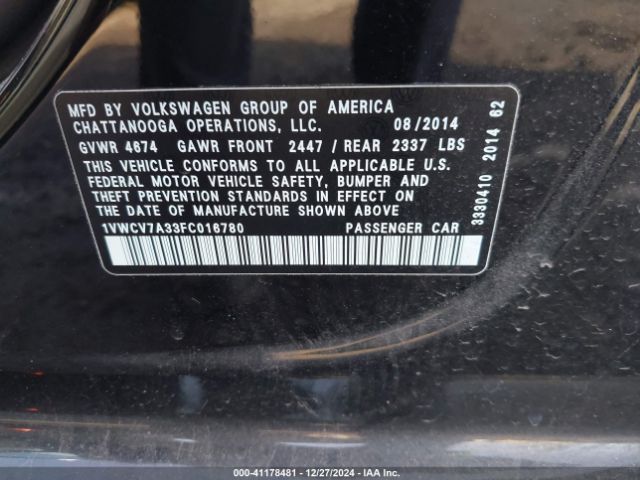 MFD BY VOLKSWAGEN GROUP OF AMERICA
CHATTANOOGA OPERATIONS, LLC. 08/2014
GVWR 4674 GAWR FRONT 2447 / REAR 2337 LBS
THIS VEHICLE CONFORMS TO ALL APPLICABLE U.S.
FEDERAL MOTOR VEHICLE SAFETY, BUMPER AND
THEFT PREVENTION STANDARDS IN EFFECT ON
THE DATE OF MANUFACTURE SHOWN ABOVE
1VWCV7A33FC016780 PASSENGER CAR
3330410 2014 62
000-41178481 - 12/27/2024 - IAA Inc.